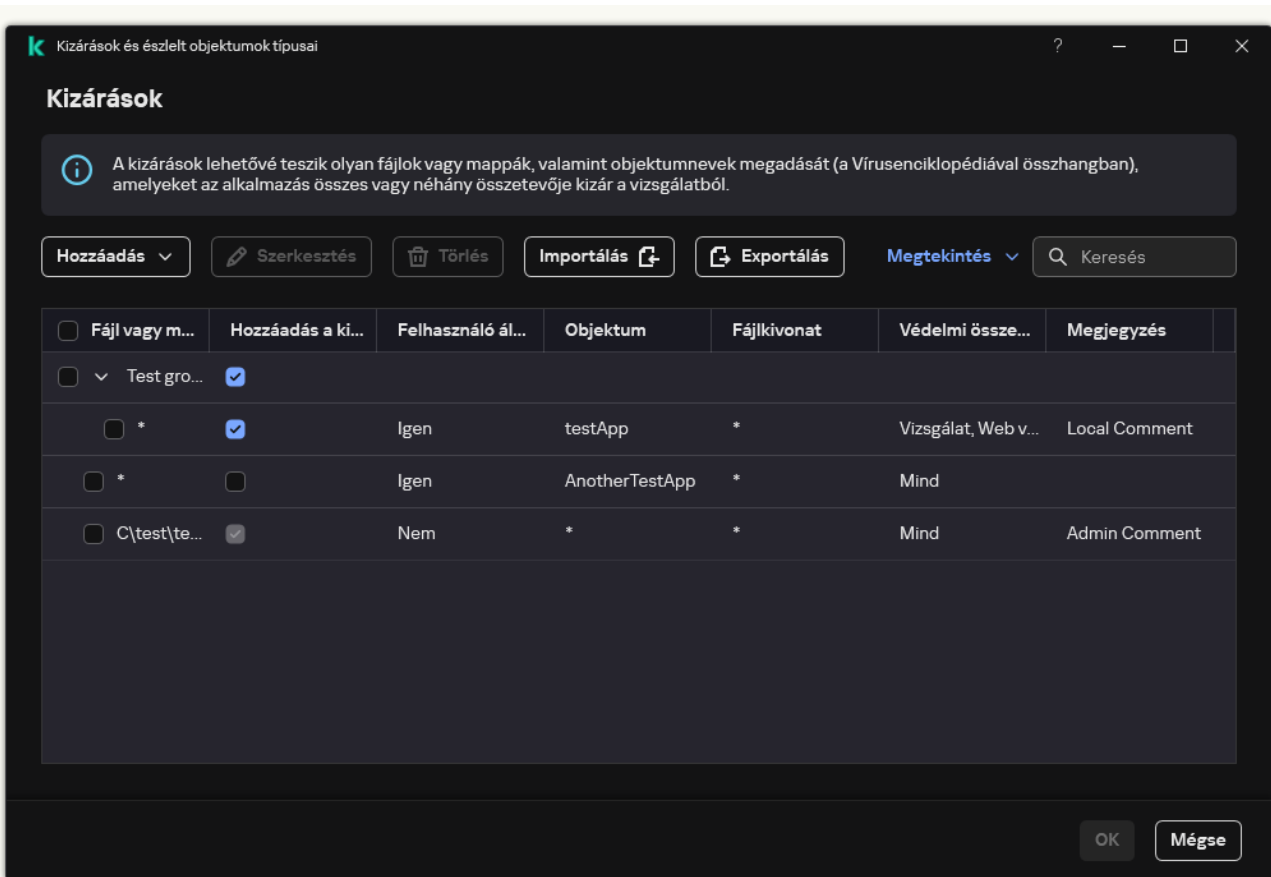 Kizárások és észlelt objektumok típusai ?
Kizárások
A kizárások lehetővé teszik olyan fájlok vagy mappák, valamint objektumnevek megadását (a Vírusenciklopédiával összhangban),
amelyeket az alkalmazás összes vagy néhány összetevője kizár a vizsgálatból.
Hozzáadás Szerkesztés Törlés Importálás Exportálás Megtekintés Keresés
Fájl vagy m... Hozzáadás a ki... Felhasználó ál... Objektum Fájlkivonat Védelmi össze... Megjegyzés
Test gro...
* Igen testApp * Vizsgálat, Web v... Local Comment
* Igen AnotherTestApp * Mind
C\test\te... Nem * * Mind Admin Comment
OK Mégse